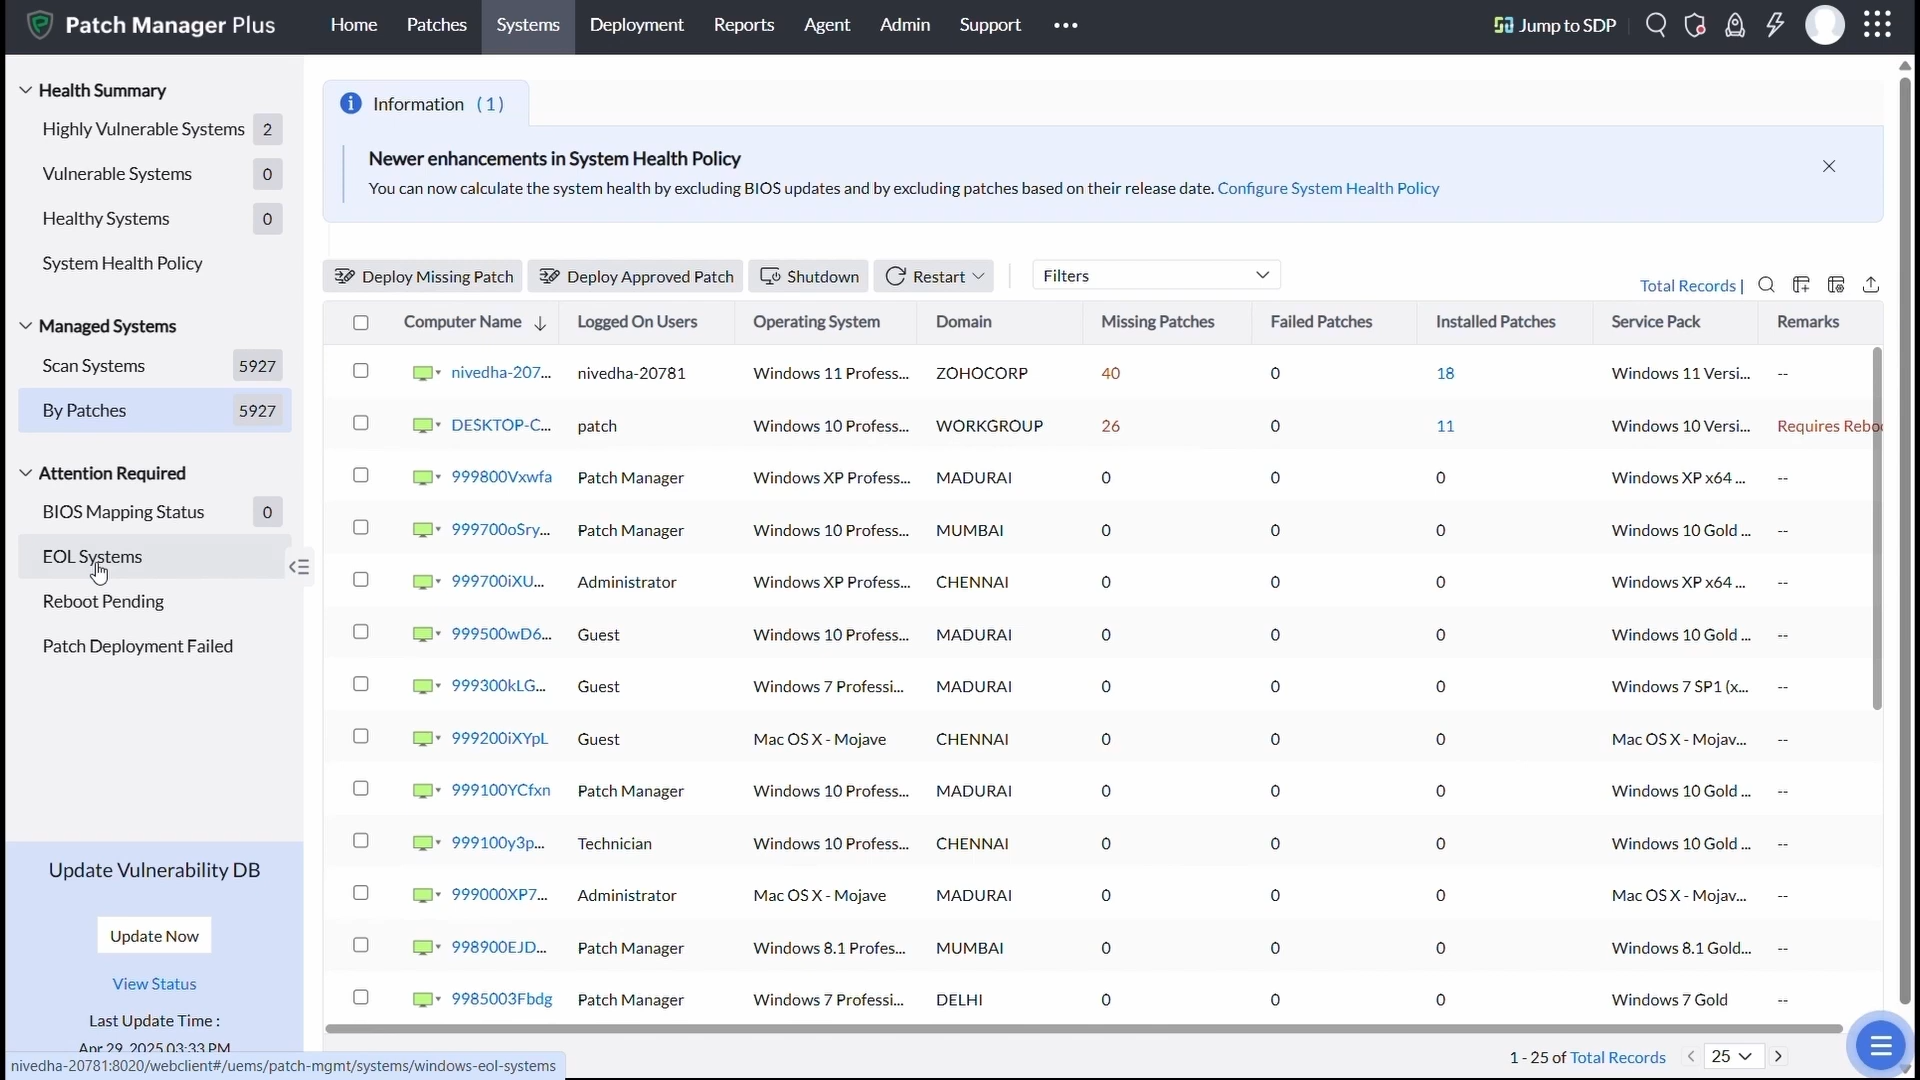 Patch Manager Plus
Home Patches Systems Deployment Reports Agent Admin Support
Jump to SDP
Health Summary
Highly Vulnerable Systems 2
Vulnerable Systems 0
Healthy Systems 0
System Health Policy
Managed Systems
Scan Systems 5927
By Patches 5927
Attention Required
BIOS Mapping Status 0
EOL Systems
Reboot Pending
Patch Deployment Failed
Update Vulnerability DB
Update Now
View Status
Last Update Time :
Apr 29, 2025 03:33 PM
nivedha-20781:8020/webclient#/uems/patch-mgmt/systems/windows-eol-systems
Information (1)
Newer enhancements in System Health Policy
You can now calculate the system health by excluding BIOS updates and by excluding patches based on their release date. Configure System Health Policy
Deploy Missing Patch Deploy Approved Patch Shutdown Restart Filters
Total Records |
Computer Name Logged On Users Operating System Domain Missing Patches Failed Patches Installed Patches Service Pack Remarks
nivedha-207... nivedha-20781 Windows 11 Profess... ZOHOCORP 40 0 18 Windows 11 Versi... --
DESKTOP-C... patch Windows 10 Profess... WORKGROUP 26 0 11 Windows 10 Versi... Requires Reboo
999800Vxwfa Patch Manager Windows XP Profess... MADURAI 0 0 0 Windows XP x64 ... --
999700oSry... Patch Manager Windows 10 Profess... MUMBAI 0 0 0 Windows 10 Gold ... --
999700iXU... Administrator Windows XP Profess... CHENNAI 0 0 0 Windows XP x64 ... --
999500wD6... Guest Windows 10 Profess... MADURAI 0 0 0 Windows 10 Gold ... --
999300kLG... Guest Windows 7 Professi... MADURAI 0 0 0 Windows 7 SP1 (x... --
999200iXYpL Guest Mac OS X - Mojave CHENNAI 0 0 0 Mac OS X - Mojav... --
999100YCfxn Patch Manager Windows 10 Profess... MADURAI 0 0 0 Windows 10 Gold ... --
999100y3p... Technician Windows 10 Profess... CHENNAI 0 0 0 Windows 10 Gold ... --
999000XP7... Administrator Mac OS X - Mojave MADURAI 0 0 0 Mac OS X - Mojav... --
998900EJD... Patch Manager Windows 8.1 Profes... MUMBAI 0 0 0 Windows 8.1 Gold... --
9985003Fbdg Patch Manager Windows 7 Professi... DELHI 0 0 0 Windows 7 Gold --
1 - 25 of Total Records 25